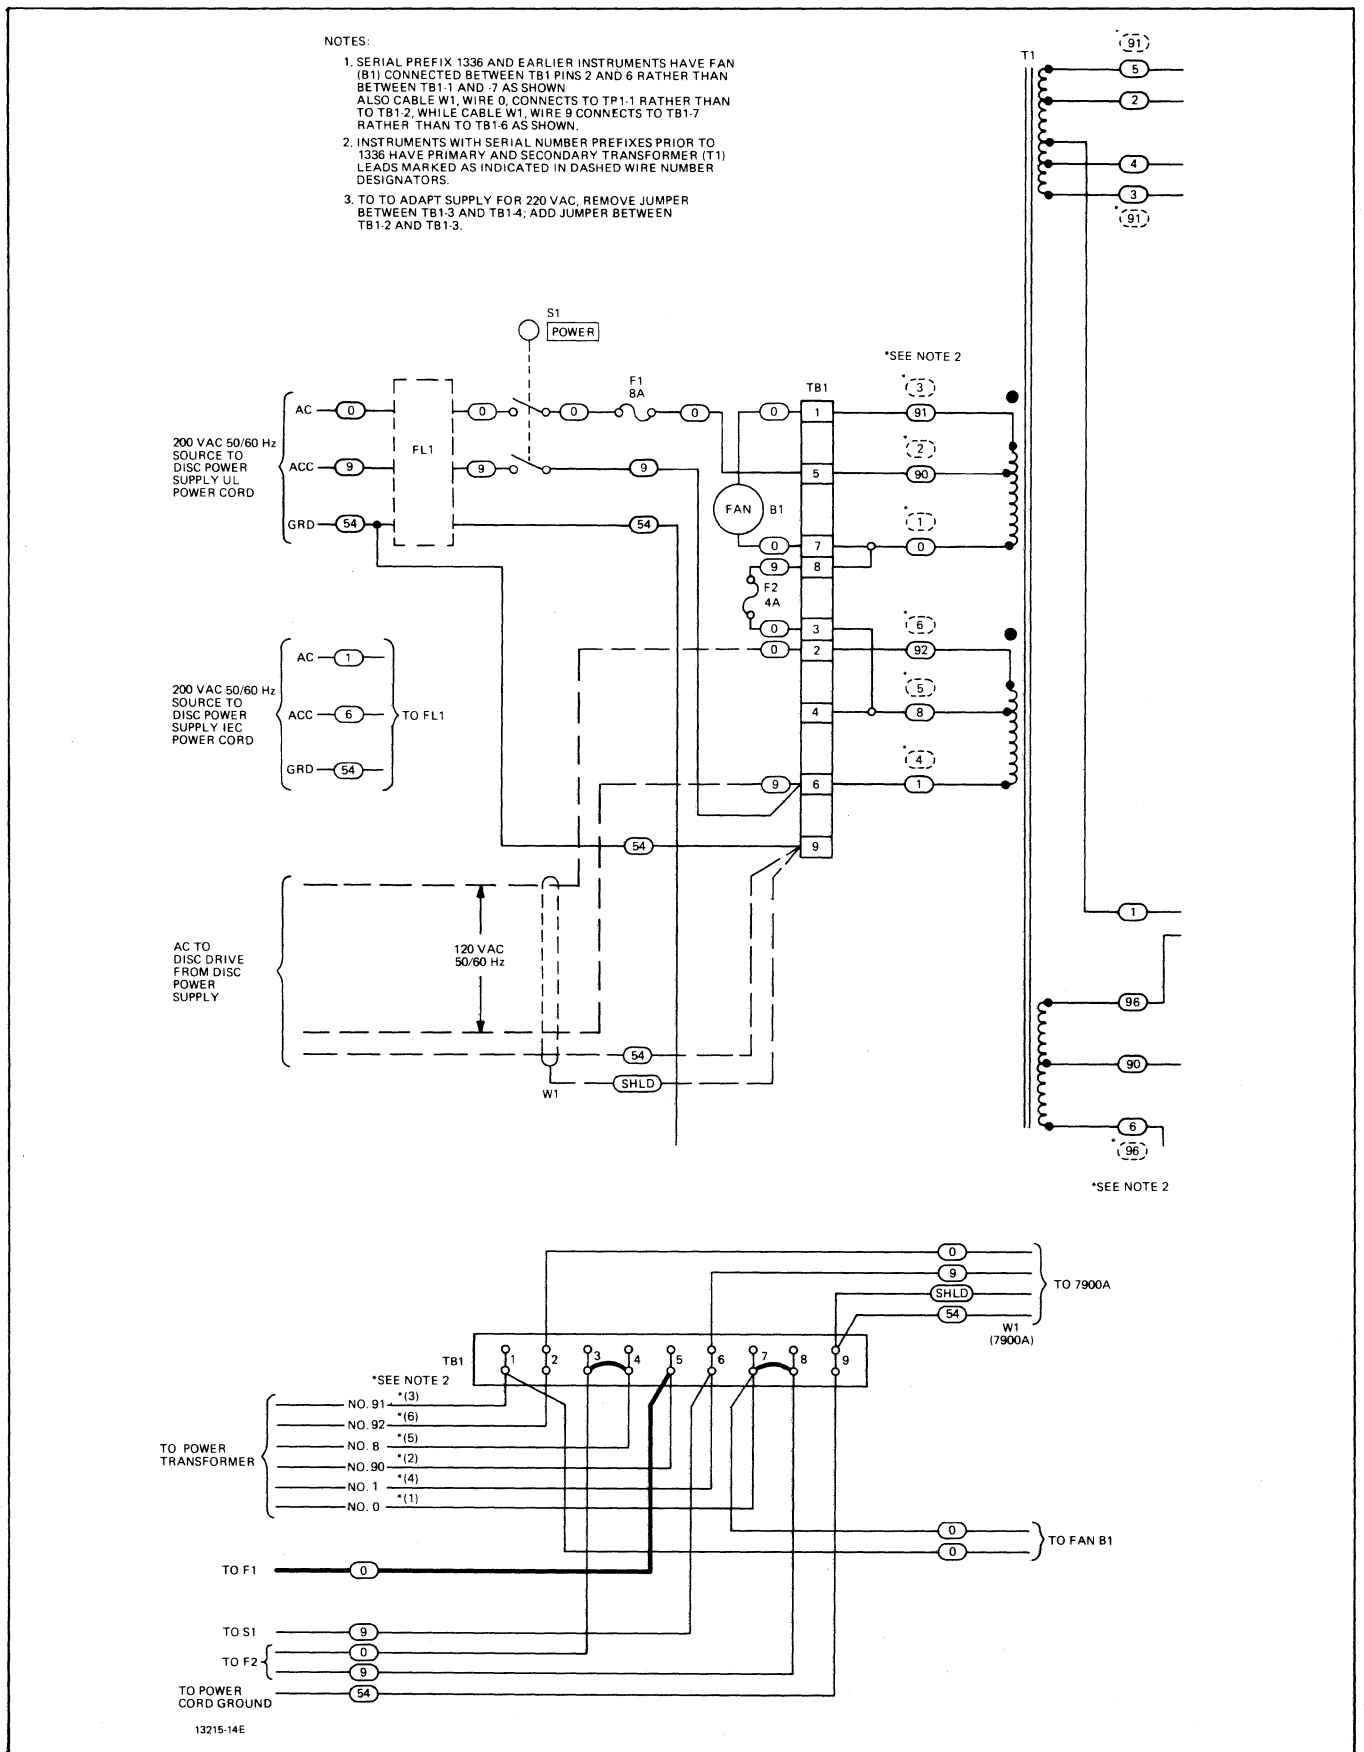 NOTES:
1. SERIAL PREFIX 1336 AND EARLIER INSTRUMENTS HAVE FAN
(B1) CONNECTED BETWEEN TB1 PINS 2 AND 6 RATHER THAN
BETWEEN TB1-1 AND -7 AS SHOWN
ALSO CABLE W1, WIRE 0, CONNECTS TO TP1-1 RATHER THAN
TO TB1-2, WHILE CABLE W1, WIRE 9 CONNECTS TO TB1-7
RATHER THAN TO TB1-6 AS SHOWN.
2. INSTRUMENTS WITH SERIAL NUMBER PREFIXES PRIOR TO
1336 HAVE PRIMARY AND SECONDARY TRANSFORMER (T1)
LEADS MARKED AS INDICATED IN DASHED WIRE NUMBER
DESIGNATORS.
3. TO TO ADAPT SUPPLY FOR 220 VAC, REMOVE JUMPER
BETWEEN TB1-3 AND TB1-4; ADD JUMPER BETWEEN
TB1-2 AND TB1-3.
T1
*91
5
2
4
3
*91
S1
POWER
*SEE NOTE 2
200 VAC 50/60 Hz
SOURCE TO
DISC POWER
SUPPLY UL
POWER CORD
AC 0
ACC 9
GRD 54
FL1
0 0
F1
8A
0
9 9
54
TB1
0 1
5
FAN B1
0 7
9 8
F2
4A
0 3
0 2
4
9 6
9
*3
91
*2
90
*1
0
*6
92
*5
8
*4
1
200 VAC 50/60 Hz
SOURCE TO
DISC POWER
SUPPLY IEC
POWER CORD
AC 1
ACC 6
GRD 54
TO FL1
54
AC TO
DISC DRIVE
FROM DISC
POWER
SUPPLY
120 VAC
50/60 Hz
54
SHLD
W1
1
96
90
6
*96
*SEE NOTE 2
0
9
SHLD
54
TO 7900A
W1
(7900A)
TB1
1 2 3 4 5 6 7 8 9
*SEE NOTE 2
TO POWER
TRANSFORMER
NO. 91 *(3)
NO. 92 *(6)
NO. 8 *(5)
NO. 90 *(2)
NO. 1 *(4)
NO. 0 *(1)
0
0
TO FAN B1
TO F1 0
TO S1 9
TO F2
0
9
TO POWER
CORD GROUND
54
13215-14E